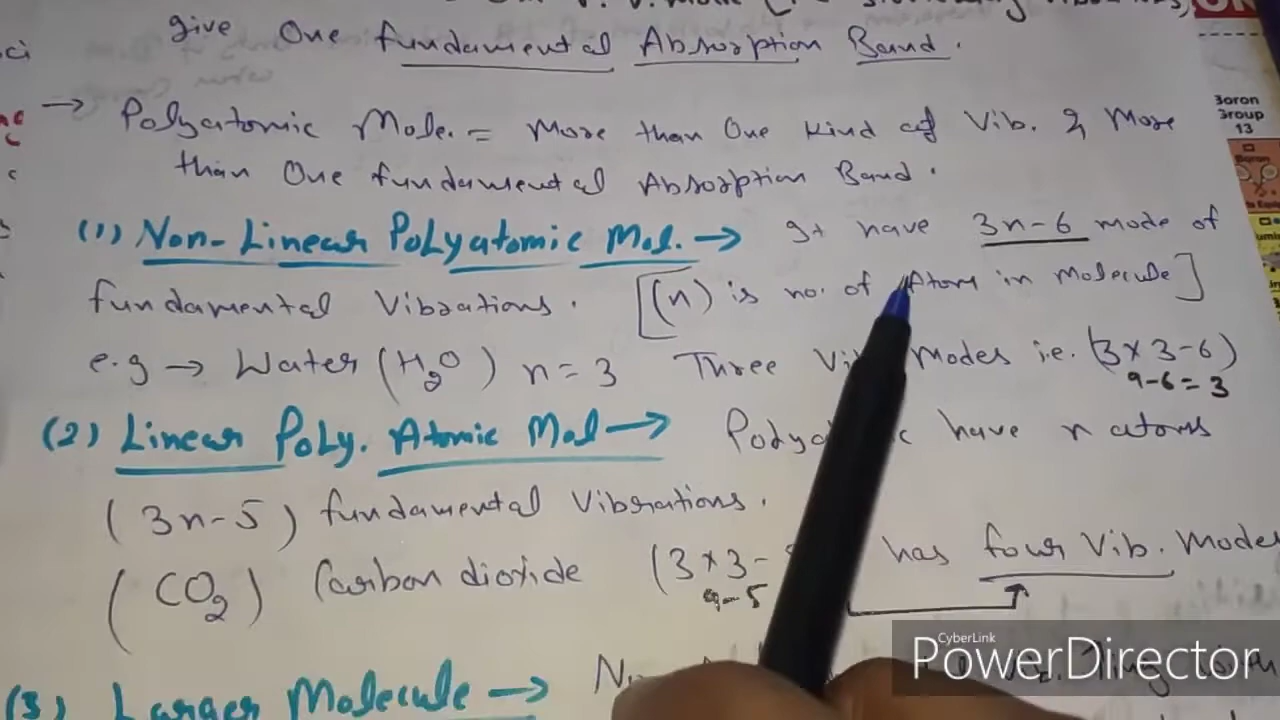 give One fundamental Absorption Band.
→ Polyatomic Mole. = More than One Kind of Vib. & More
than One fundamental Absorption Band.
(1) Non-Linear Polyatomic Mol. → It have 3n-6 mode of
fundamental Vibrations. [(n) is no. of Atom in Molecule]
e.g → Water (H2O) n = 3 Three Modes i.e. (3×3-6)
9-6=3
(2) Linear Poly. Atomic Mol → have n atoms
(3n-5) fundamental Vibrations.
(CO2) Carbon dioxide (3×3- has four Vib. Modes
9-5
(3) Larger Molecule →
Boron
Group
13
CyberLink
PowerDirector